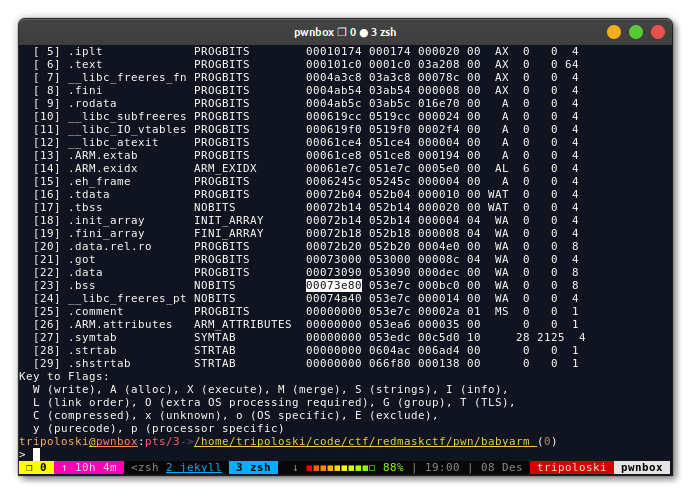 pwnbox ❐ 0 ● 3 zsh
[ 5] .iplt PROGBITS 00010174 000174 000020 00 AX 0 0 4
[ 6] .text PROGBITS 000101c0 0001c0 03a208 00 AX 0 0 64
[ 7] __libc_freeres_fn PROGBITS 0004a3c8 03a3c8 00078c 00 AX 0 0 4
[ 8] .fini PROGBITS 0004ab54 03ab54 000008 00 AX 0 0 4
[ 9] .rodata PROGBITS 0004ab5c 03ab5c 016e70 00 A 0 0 4
[10] __libc_subfreeres PROGBITS 000619cc 0519cc 000024 00 A 0 0 4
[11] __libc_IO_vtables PROGBITS 000619f0 0519f0 0002f4 00 A 0 0 4
[12] __libc_atexit PROGBITS 00061ce4 051ce4 000004 00 A 0 0 4
[13] .ARM.extab PROGBITS 00061ce8 051ce8 000194 00 A 0 0 4
[14] .ARM.exidx ARM_EXIDX 00061e7c 051e7c 0005e0 00 AL 6 0 4
[15] .eh_frame PROGBITS 0006245c 05245c 000004 00 A 0 0 4
[16] .tdata PROGBITS 00072b04 052b04 000010 00 WAT 0 0 4
[17] .tbss NOBITS 00072b14 052b14 000020 00 WAT 0 0 4
[18] .init_array INIT_ARRAY 00072b14 052b14 000004 04 WA 0 0 4
[19] .fini_array FINI_ARRAY 00072b18 052b18 000008 04 WA 0 0 4
[20] .data.rel.ro PROGBITS 00072b20 052b20 0004e0 00 WA 0 0 8
[21] .got PROGBITS 00073000 053000 00008c 04 WA 0 0 4
[22] .data PROGBITS 00073090 053090 000dec 00 WA 0 0 8
[23] .bss NOBITS 00073e80 053e7c 000bc0 00 WA 0 0 8
[24] __libc_freeres_pt NOBITS 00074a40 053e7c 000014 00 WA 0 0 4
[25] .comment PROGBITS 00000000 053e7c 00002a 01 MS 0 0 1
[26] .ARM.attributes ARM_ATTRIBUTES 00000000 053ea6 000035 00 0 0 1
[27] .symtab SYMTAB 00000000 053edc 00c5d0 10 28 2125 4
[28] .strtab STRTAB 00000000 0604ac 006ad4 00 0 0 1
[29] .shstrtab STRTAB 00000000 066f80 000138 00 0 0 1
Key to Flags:
W (write), A (alloc), X (execute), M (merge), S (strings), I (info),
L (link order), O (extra OS processing required), G (group), T (TLS),
C (compressed), x (unknown), o (OS specific), E (exclude),
y (purecode), p (processor specific)
tripoloski@pwnbox:pts/3->/home/tripoloski/code/ctf/redmaskctf/pwn/babyarm (0)
>
❐ 0 ↑ 10h 4m <zsh 2 jekyll 3 zsh ↓ ■■■■■■■■■□ 88% | 19:00 | 08 Des tripoloski pwnbox